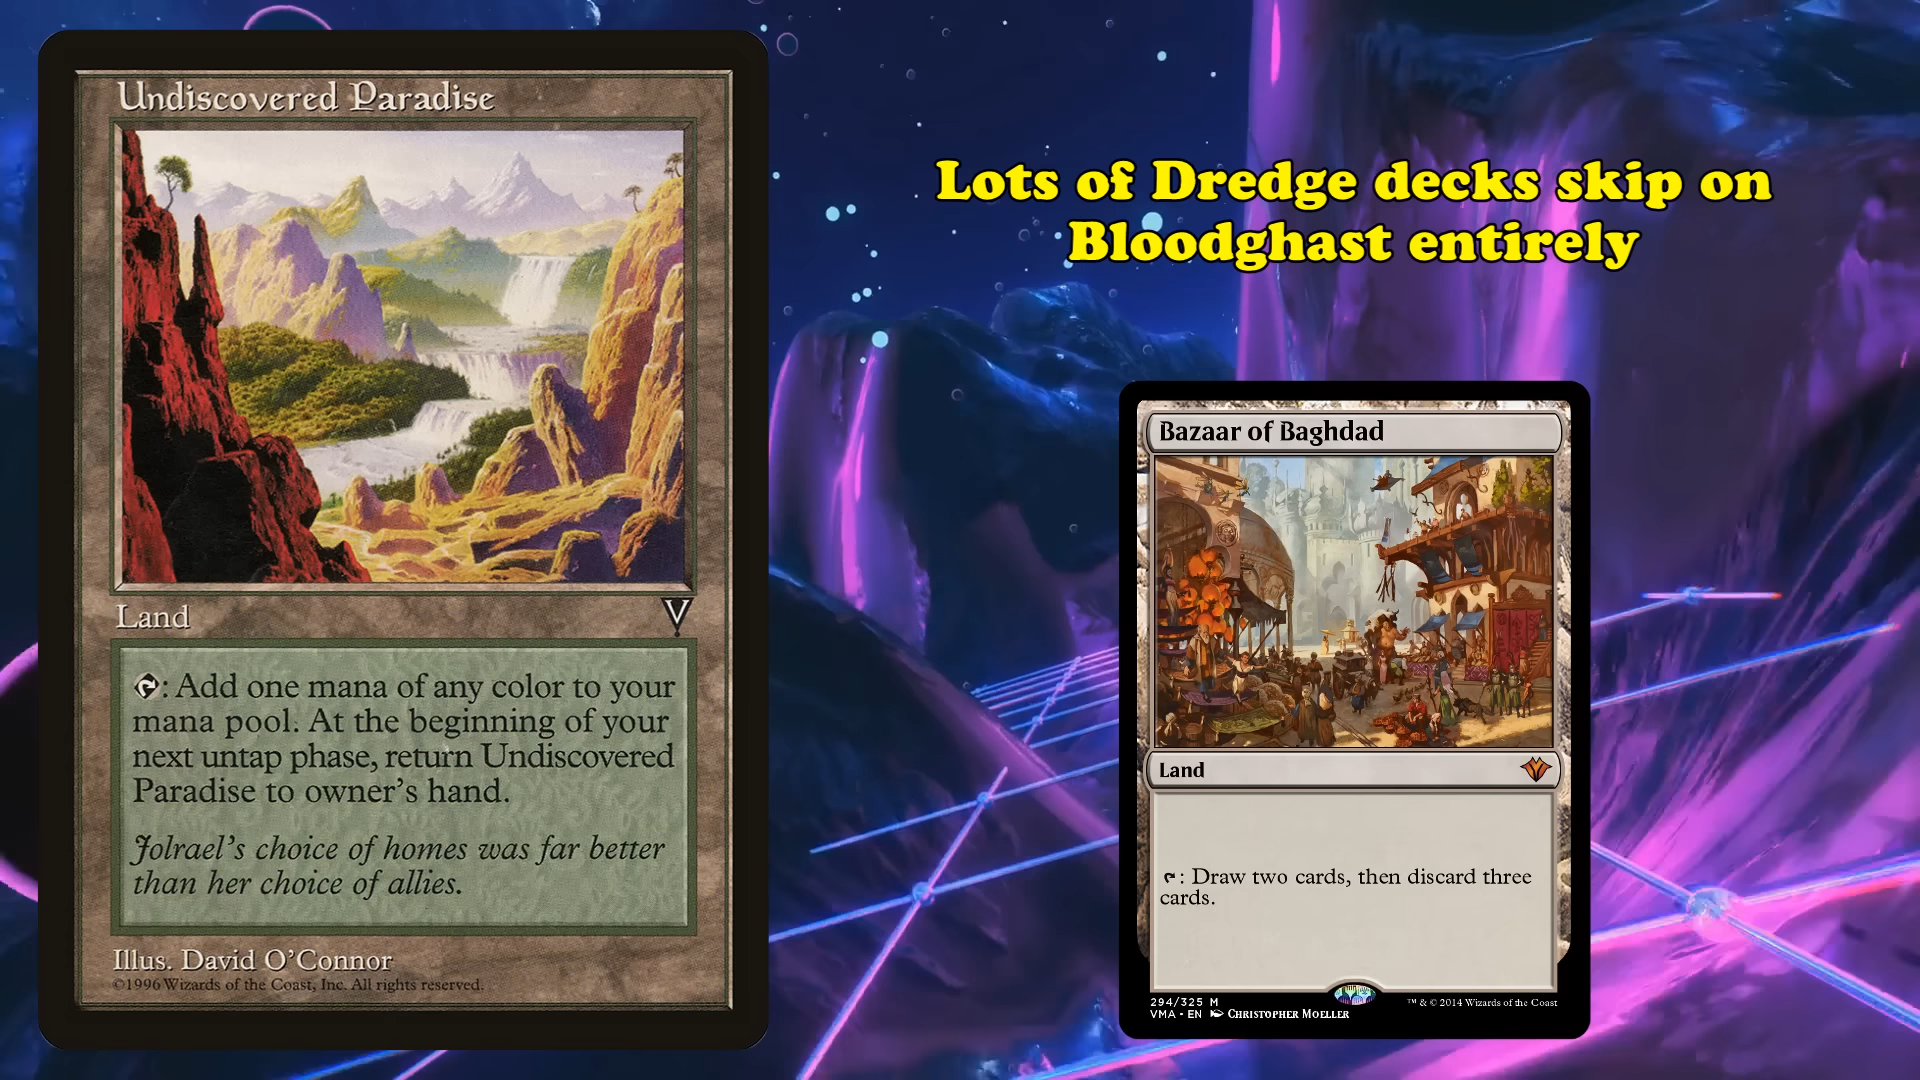 Undiscovered Paradise
Land
: Add one mana of any color to your
mana pool. At the beginning of your
next untap phase, return Undiscovered
Paradise to owner's hand.
Jolrael's choice of homes was far better
than her choice of allies.
Illus. David O'Connor
©1996 Wizards of the Coast, Inc. All rights reserved.
Lots of Dredge decks skip on
Bloodghast entirely
Bazaar of Baghdad
Land
: Draw two cards, then discard three
cards.
294/325 M
VMA • EN Christopher Moeller
™ & © 2014 Wizards of the Coast